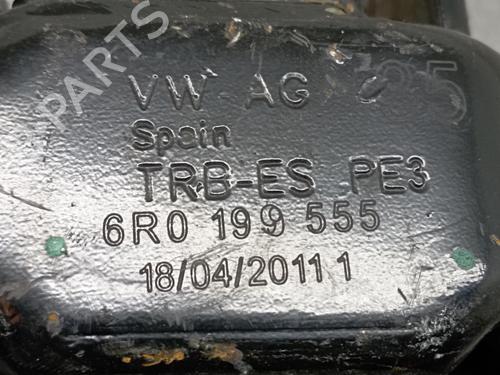 VW AG
Spain
TRB-ES PE3
6R0 199 555
18/04/2011 1
PARTS